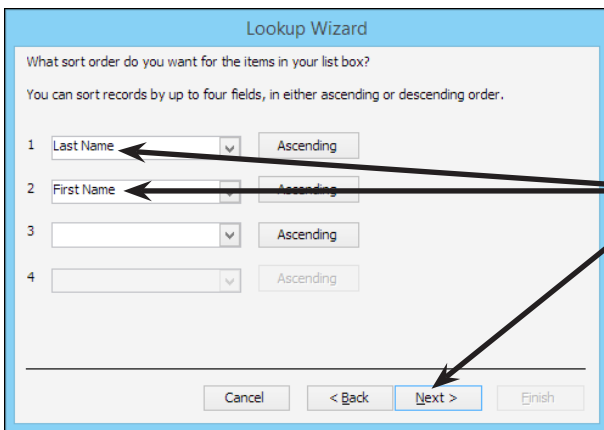 Lookup Wizard
What sort order do you want for the items in your list box?
You can sort records by up to four fields, in either ascending or descending order.
1 Last Name Ascending
2 First Name Ascending
3 Ascending
4 Ascending
Cancel < Back Next > Finish